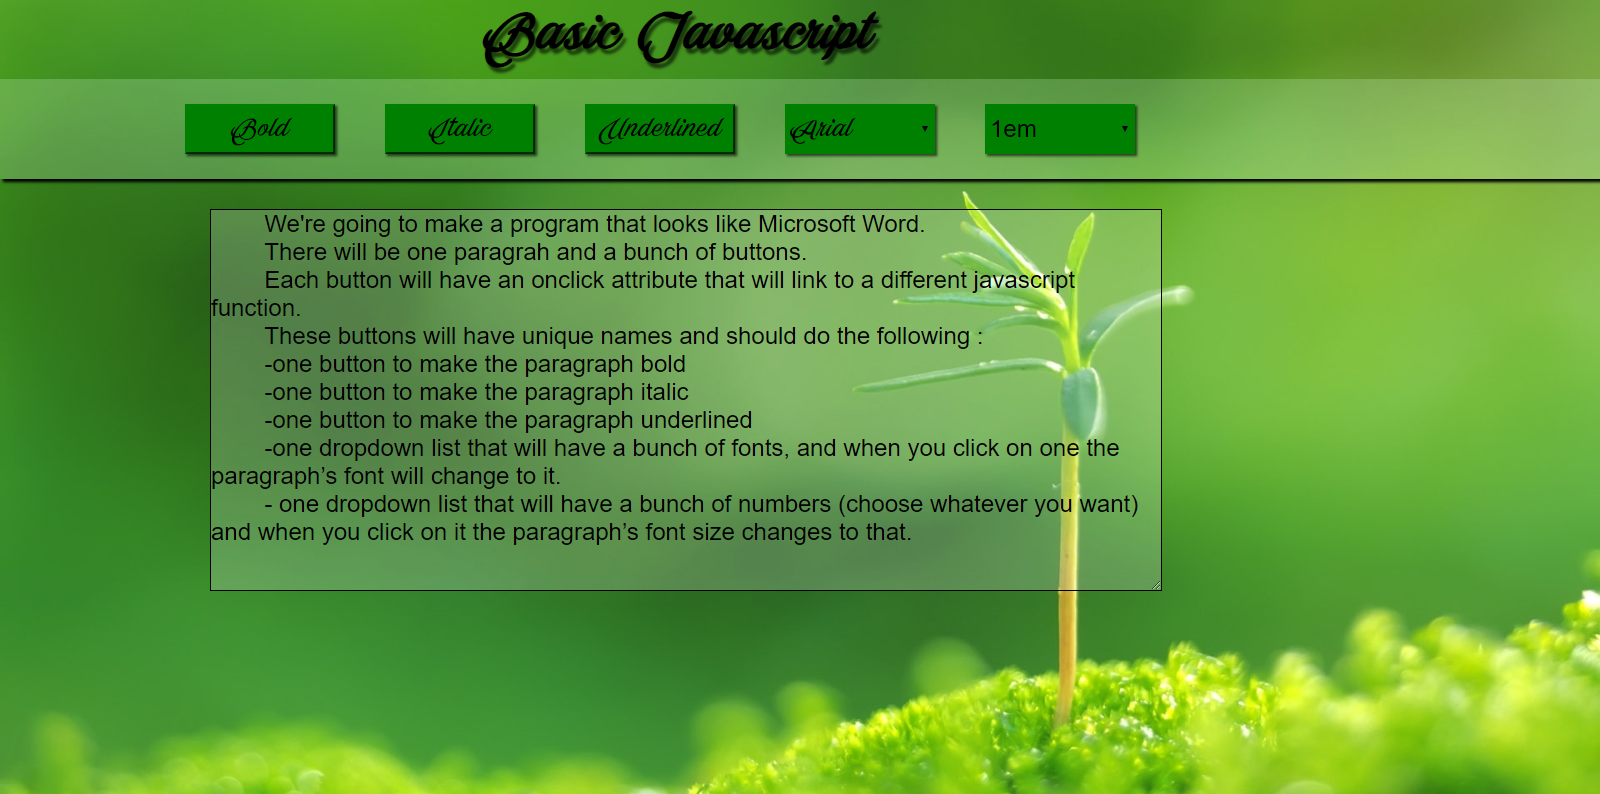 Basic Javascript
Bold Italic Underlined Arial 1em
We're going to make a program that looks like Microsoft Word.
There will be one paragrah and a bunch of buttons.
Each button will have an onclick attribute that will link to a different javascript
function.
These buttons will have unique names and should do the following :
-one button to make the paragraph bold
-one button to make the paragraph italic
-one button to make the paragraph underlined
-one dropdown list that will have a bunch of fonts, and when you click on one the
paragraph’s font will change to it.
- one dropdown list that will have a bunch of numbers (choose whatever you want)
and when you click on it the paragraph’s font size changes to that.